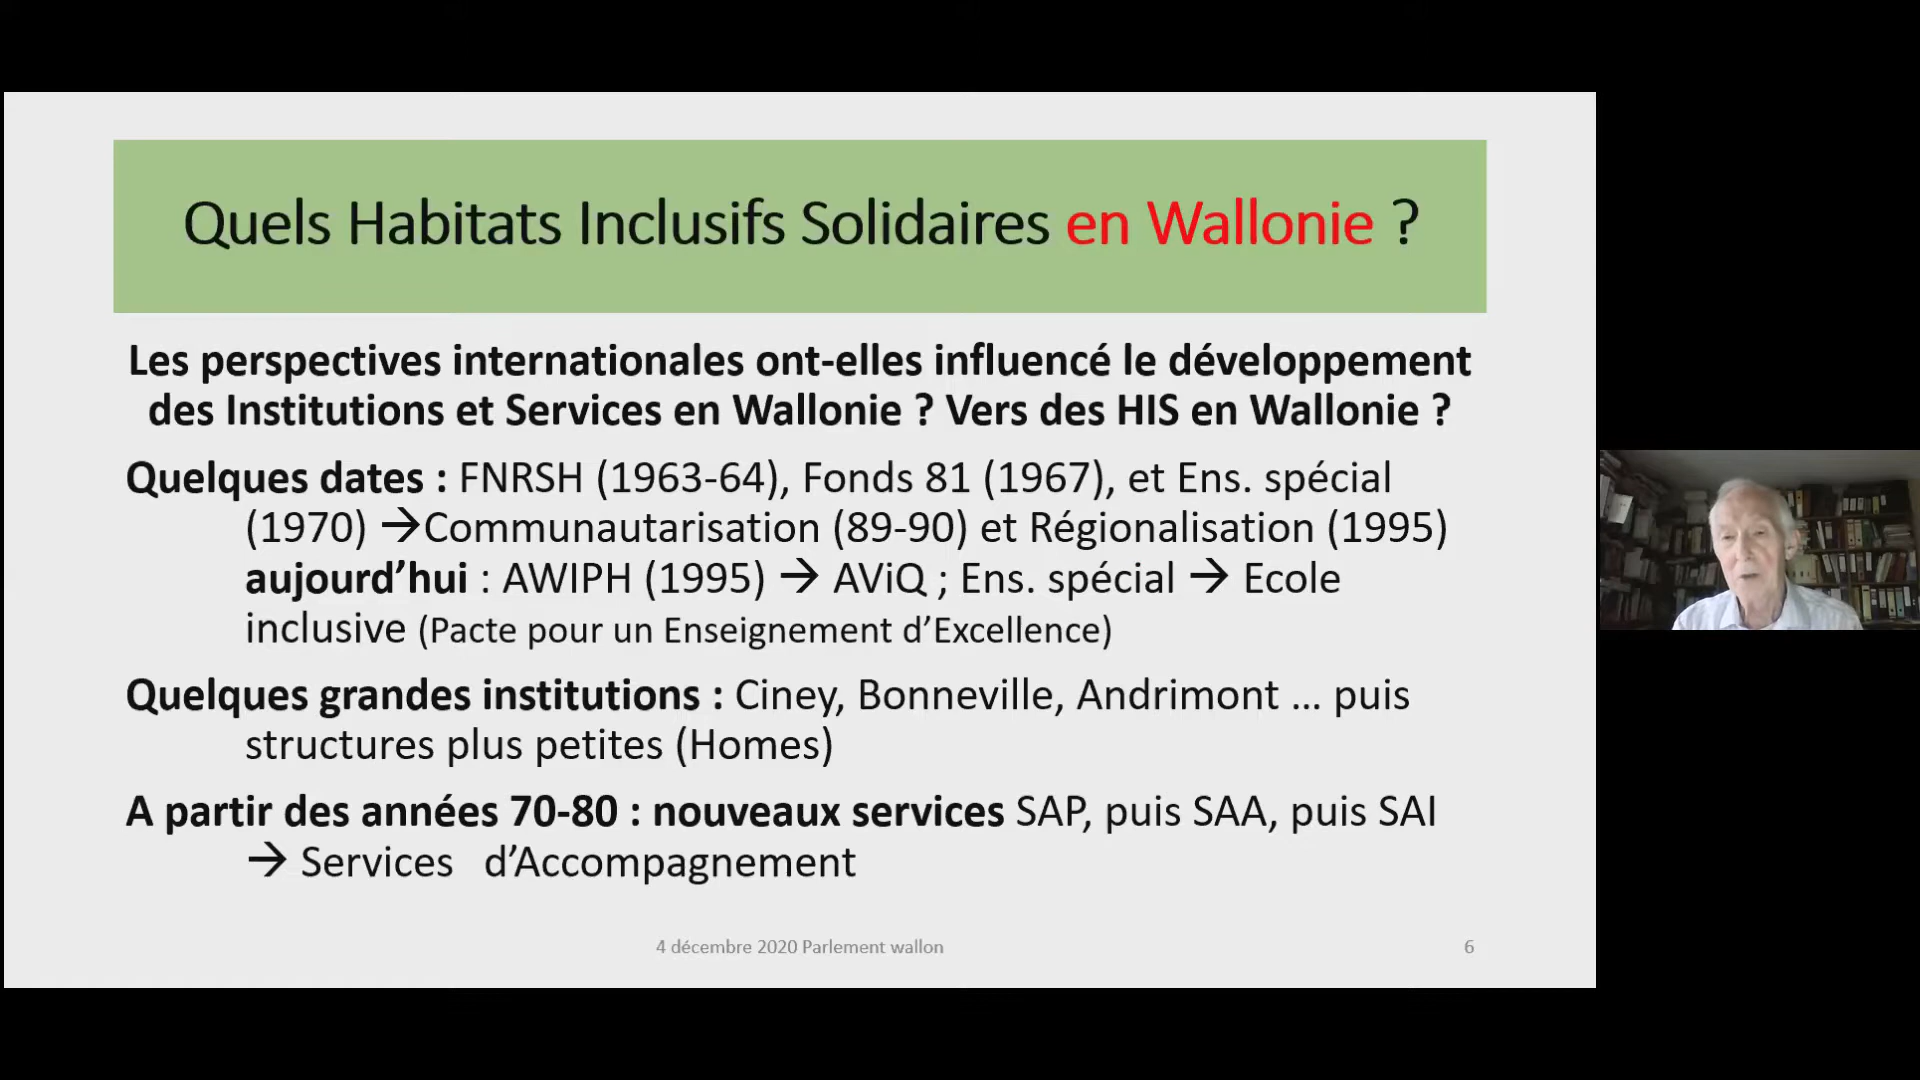 Quels Habitats Inclusifs Solidaires en Wallonie ?
Les perspectives internationales ont-elles influencé le développement
des Institutions et Services en Wallonie ? Vers des HIS en Wallonie ?
Quelques dates : FNRSH (1963-64), Fonds 81 (1967), et Ens. spécial
(1970) →Communautarisation (89-90) et Régionalisation (1995)
aujourd’hui : AWIPH (1995) → AViQ ; Ens. spécial → Ecole
inclusive (Pacte pour un Enseignement d’Excellence)
Quelques grandes institutions : Ciney, Bonneville, Andrimont … puis
structures plus petites (Homes)
A partir des années 70-80 : nouveaux services SAP, puis SAA, puis SAI
→ Services d’Accompagnement
4 décembre 2020 Parlement wallon
6